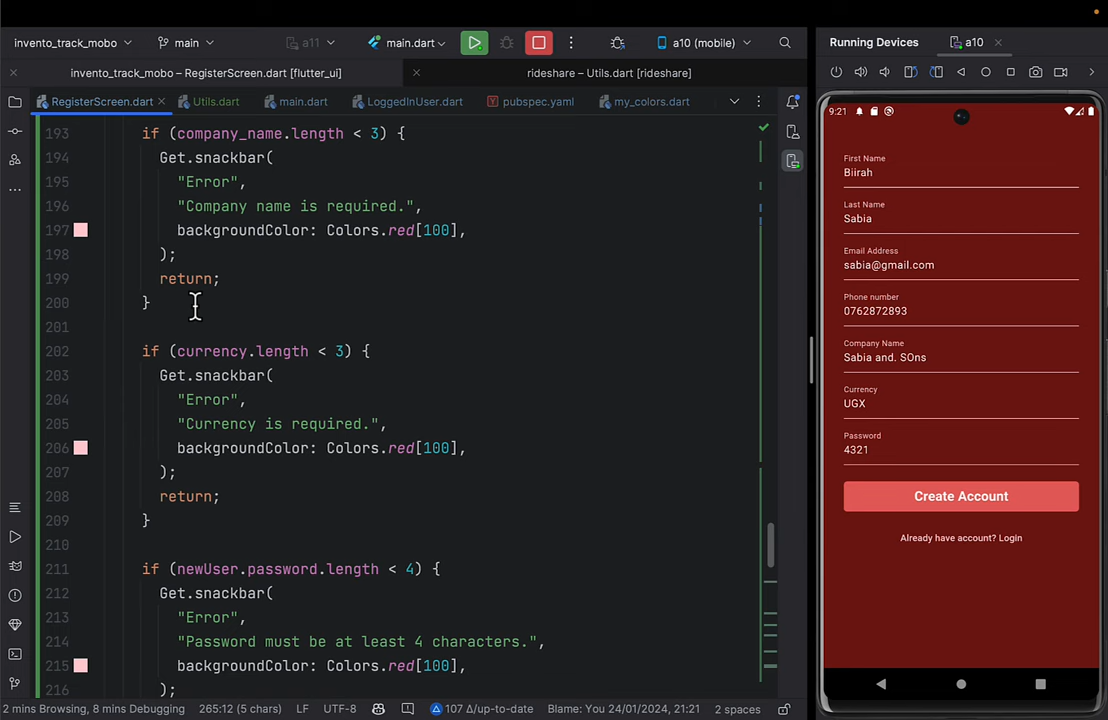 invento_track_mobo
main
a11
main.dart
a10 (mobile)
Running Devices
a10
invento_track_mobo – RegisterScreen.dart [flutter_ui]
rideshare – Utils.dart [rideshare]
RegisterScreen.dart
Utils.dart
main.dart
LoggedInUser.dart
pubspec.yaml
my_colors.dart
193 if (company_name.length < 3) {
194 Get.snackbar(
195 "Error",
196 "Company name is required.",
197 backgroundColor: Colors.red[100],
198 );
199 return;
200 }
201
202 if (currency.length < 3) {
203 Get.snackbar(
204 "Error",
205 "Currency is required.",
206 backgroundColor: Colors.red[100],
207 );
208 return;
209 }
210
211 if (newUser.password.length < 4) {
212 Get.snackbar(
213 "Error",
214 "Password must be at least 4 characters.",
215 backgroundColor: Colors.red[100],
216 );
9:21
First Name
Biirah
Last Name
Sabia
Email Address
sabia@gmail.com
Phone number
0762872893
Company Name
Sabia and. SOns
Currency
UGX
Password
4321
Create Account
Already have account? Login
2 mins Browsing, 8 mins Debugging
265:12 (5 chars)
LF
UTF-8
107 Δ/up-to-date
Blame: You 24/01/2024, 21:21
2 spaces